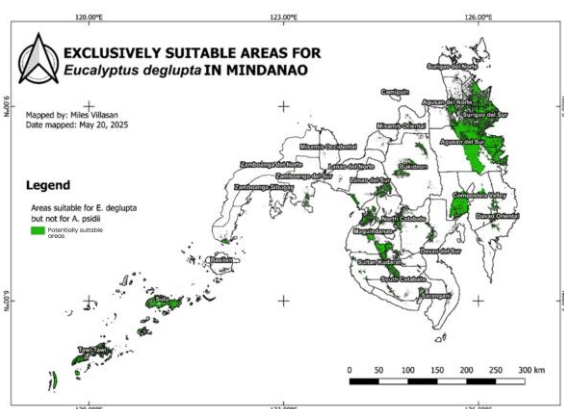 120.00°E 123.00°E 126.00°E
EXCLUSIVELY SUITABLE AREAS FOR
Eucalyptus deglupta IN MINDANAO
Mapped by: Miles Villasan
Date mapped: May 20, 2025
Surigao del Norte
Camiguin
Agusan del Norte
Surigao del Sur
Misamis Oriental
Agusan del Sur
Misamis Occidental
Zamboanga del Norte
Lanao del Norte
Bukidnon
Zamboanga del Sur
Lanao del Sur
Zamboanga Sibugay
Legend
Areas suitable for E. deglupta
but not for A. psidii
Potentially suitable
areas
Compostela Valley
North Cotabato
Davao Oriental
Maguindanao
Davao del Sur
Basilan
Sultan Kudarat
South Cotabato
Sarangani
Sulu
Tawi-Tawi
0 50 100 150 200 250 300 km